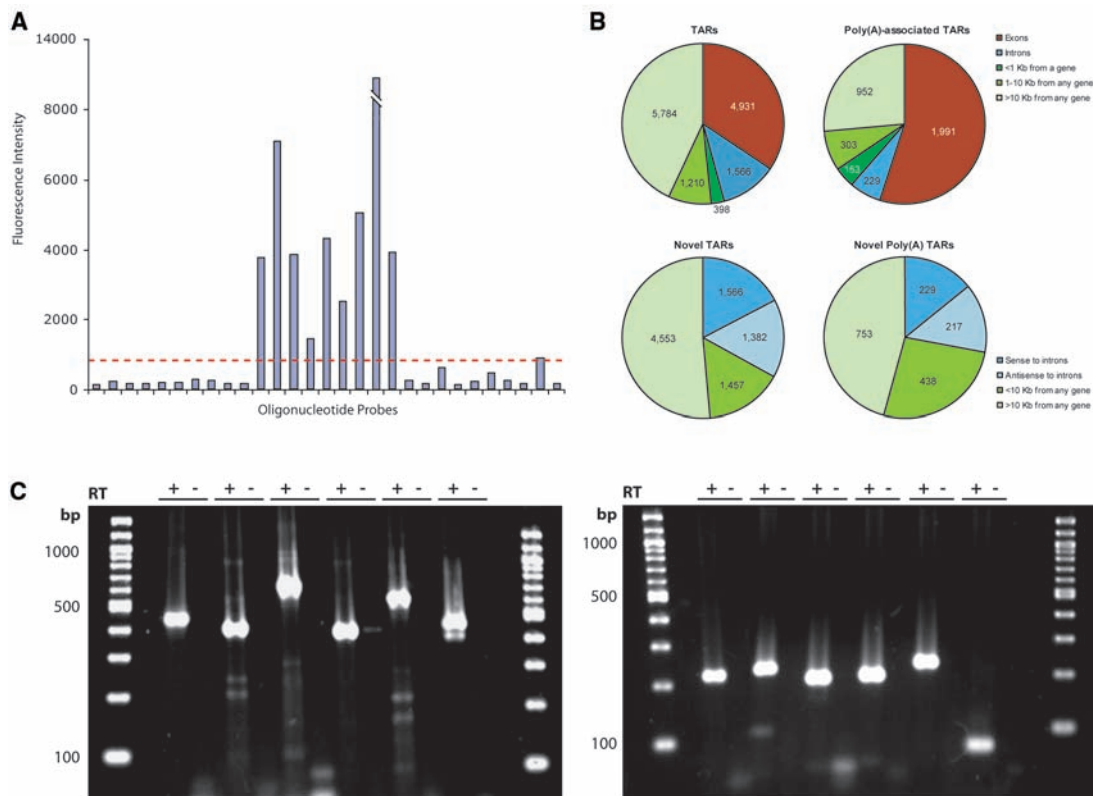 A
14000
8000
6000
4000
2000
0
Fluorescence Intensity
Oligonucleotide Probes
B
TARs
5,784
4,931
1,566
398
1,210
Poly(A)-associated TARs
952
1,991
303
163
229
Exons
Introns
<1 Kb from a gene
1-10 Kb from any gene
>10 Kb from any gene
Novel TARs
4,553
1,566
1,382
1,457
Novel Poly(A) TARs
753
229
217
438
Sense to introns
Antisense to introns
<10 Kb from any gene
>10 Kb from any gene
C
RT + - + - + - + - + - + -
bp
1000
500
100
RT + - + - + - + - + - + -
bp
1000
500
100